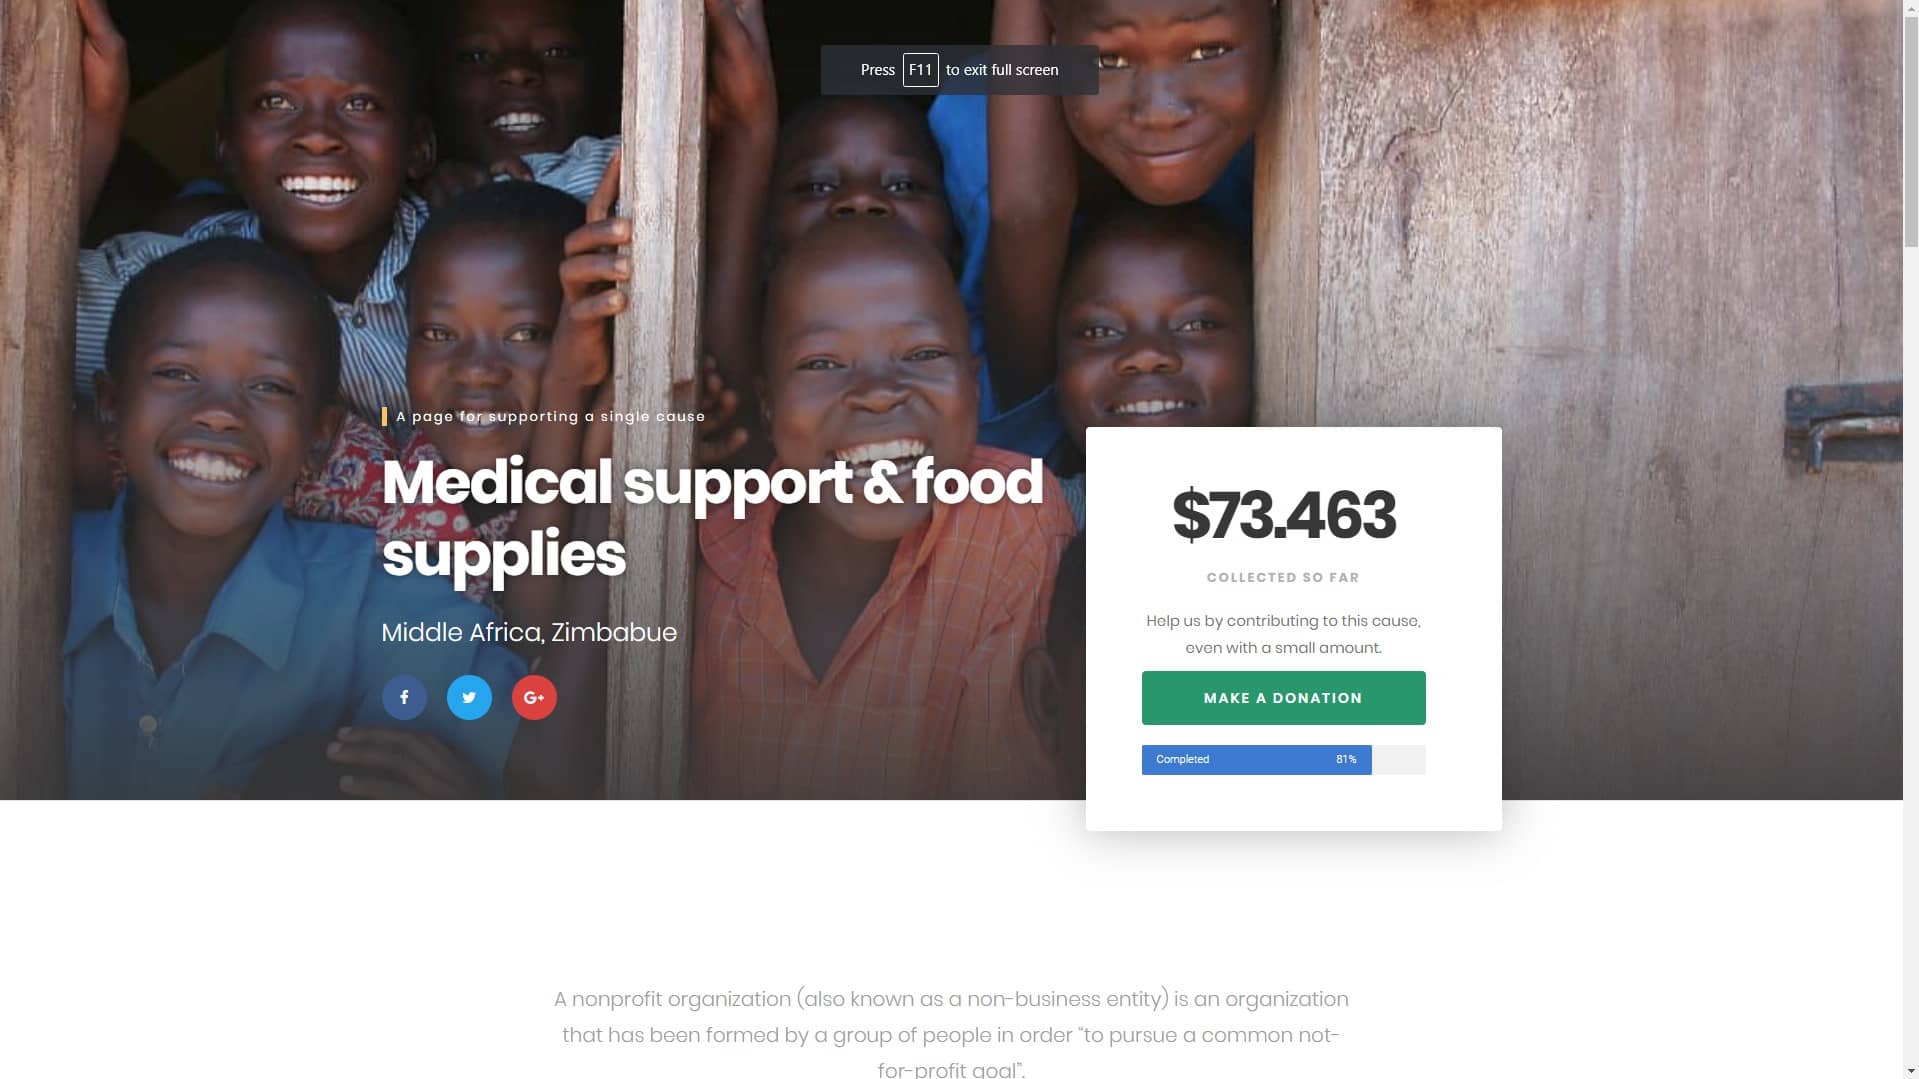 Press F11 to exit full screen
A page for supporting a single cause
Medical support & food
supplies
Middle Africa, Zimbabue
f
G+
$73.463
COLLECTED SO FAR
Help us by contributing to this cause,
even with a small amount.
MAKE A DONATION
Completed 81%
A nonprofit organization (also known as a non-business entity) is an organization
that has been formed by a group of people in order “to pursue a common not-
for-profit goal”.